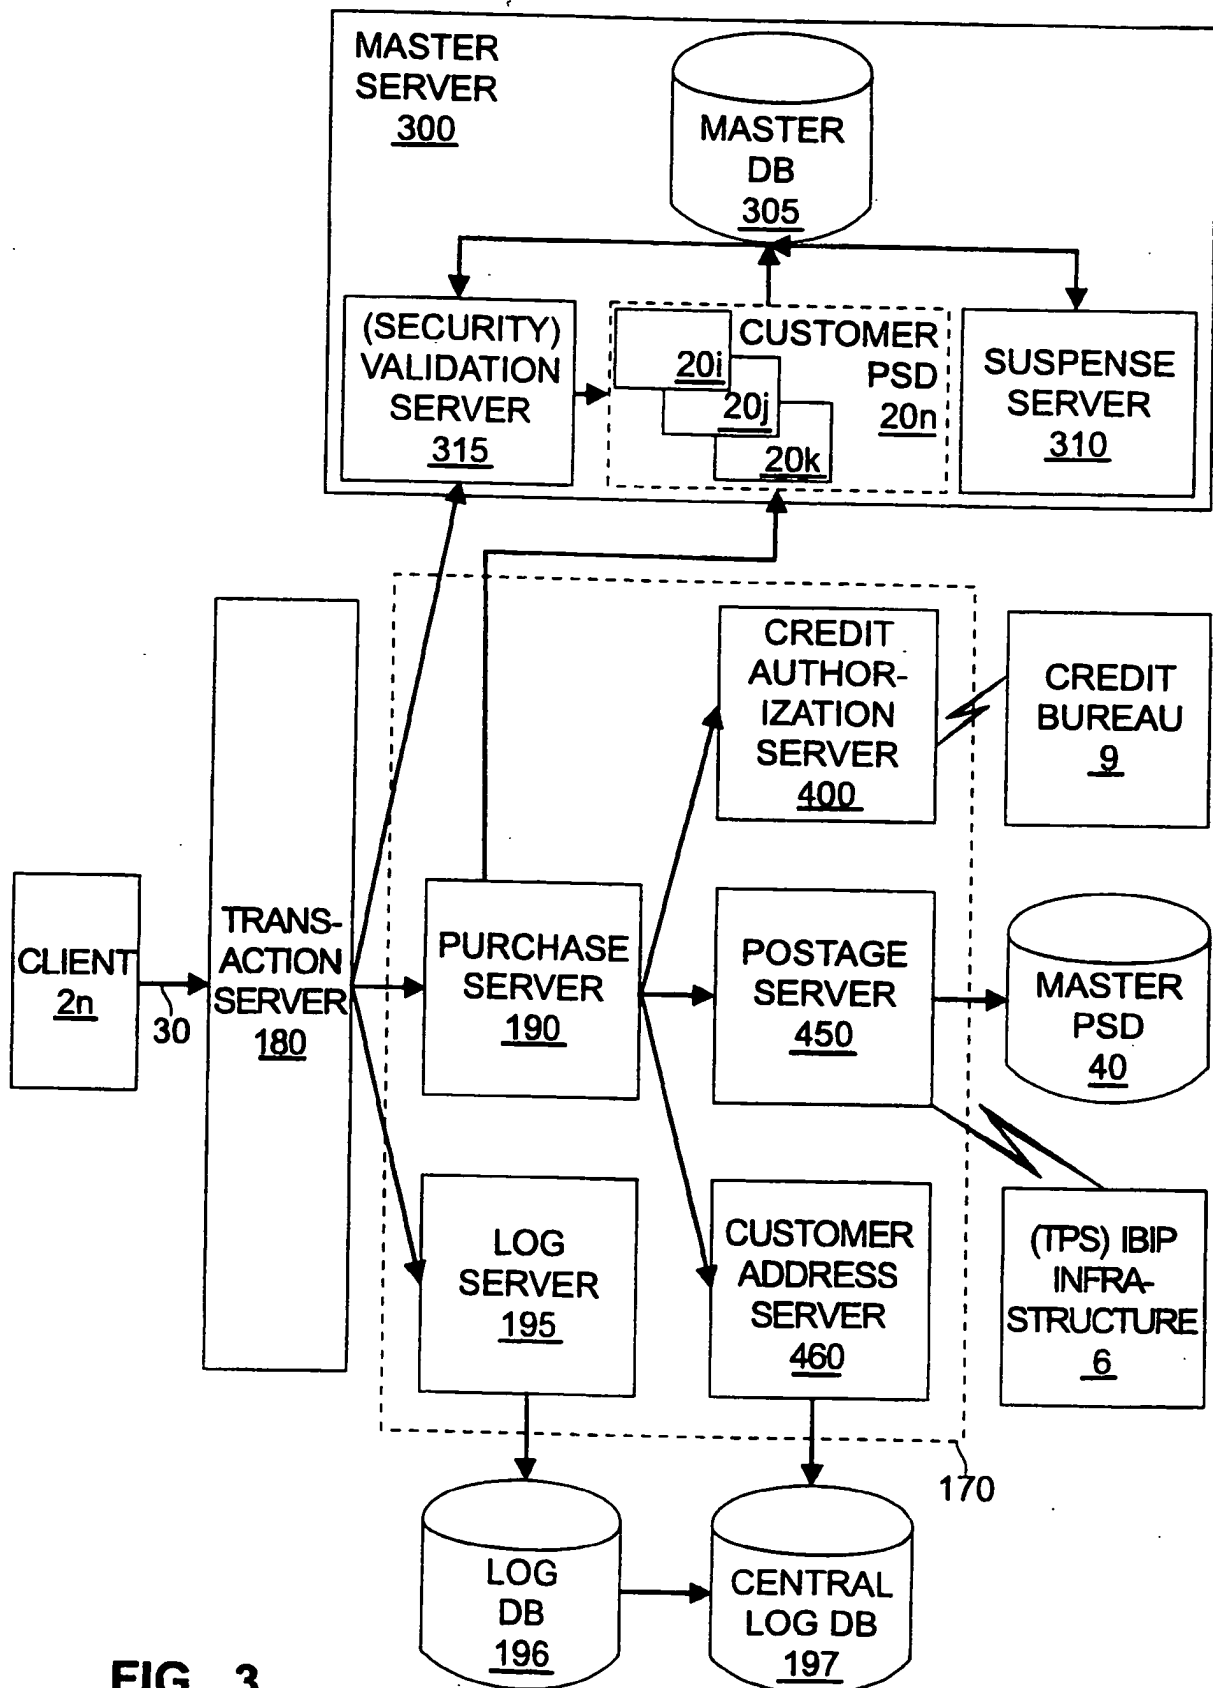 MASTER
SERVER
300
MASTER
DB
305
(SECURITY)
VALIDATION
SERVER
315
20i
20j
20k
CUSTOMER
PSD
20n
SUSPENSE
SERVER
310
CREDIT
AUTHOR-
IZATION
SERVER
400
CREDIT
BUREAU
9
CLIENT
2n
30
TRANS-
ACTION
SERVER
180
PURCHASE
SERVER
190
POSTAGE
SERVER
450
MASTER
PSD
40
LOG
SERVER
195
CUSTOMER
ADDRESS
SERVER
460
(TPS) IBIP
INFRA-
STRUCTURE
6
170
LOG
DB
196
CENTRAL
LOG DB
197
FIG. 3